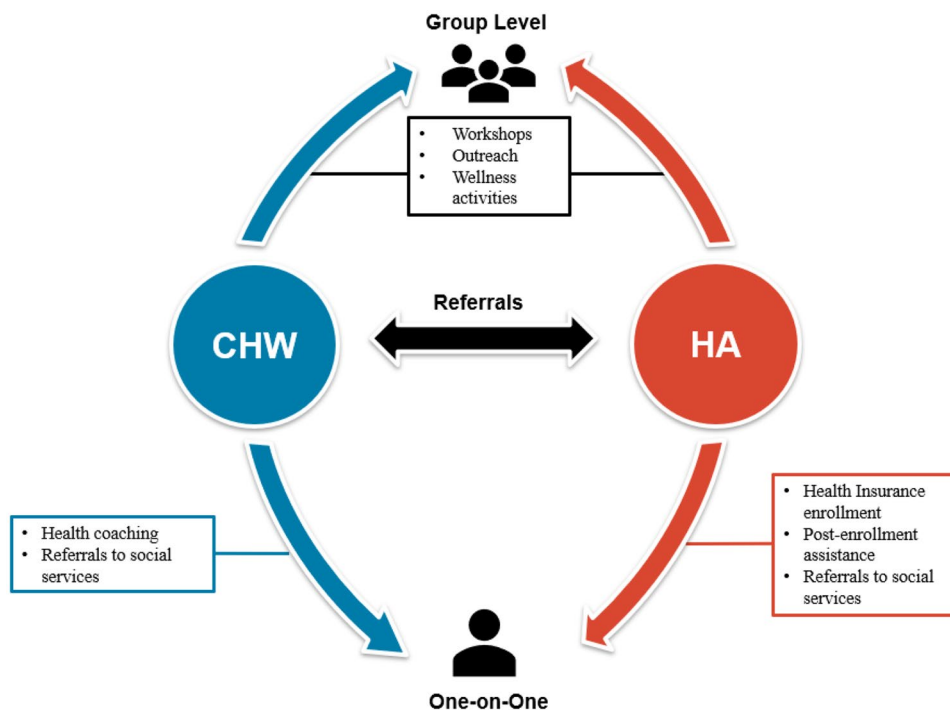 Group Level
• Workshops
• Outreach
• Wellness
activities
Referrals
CHW
HA
• Health coaching
• Referrals to social
services
• Health Insurance
enrollment
• Post-enrollment
assistance
• Referrals to social
services
One-on-One